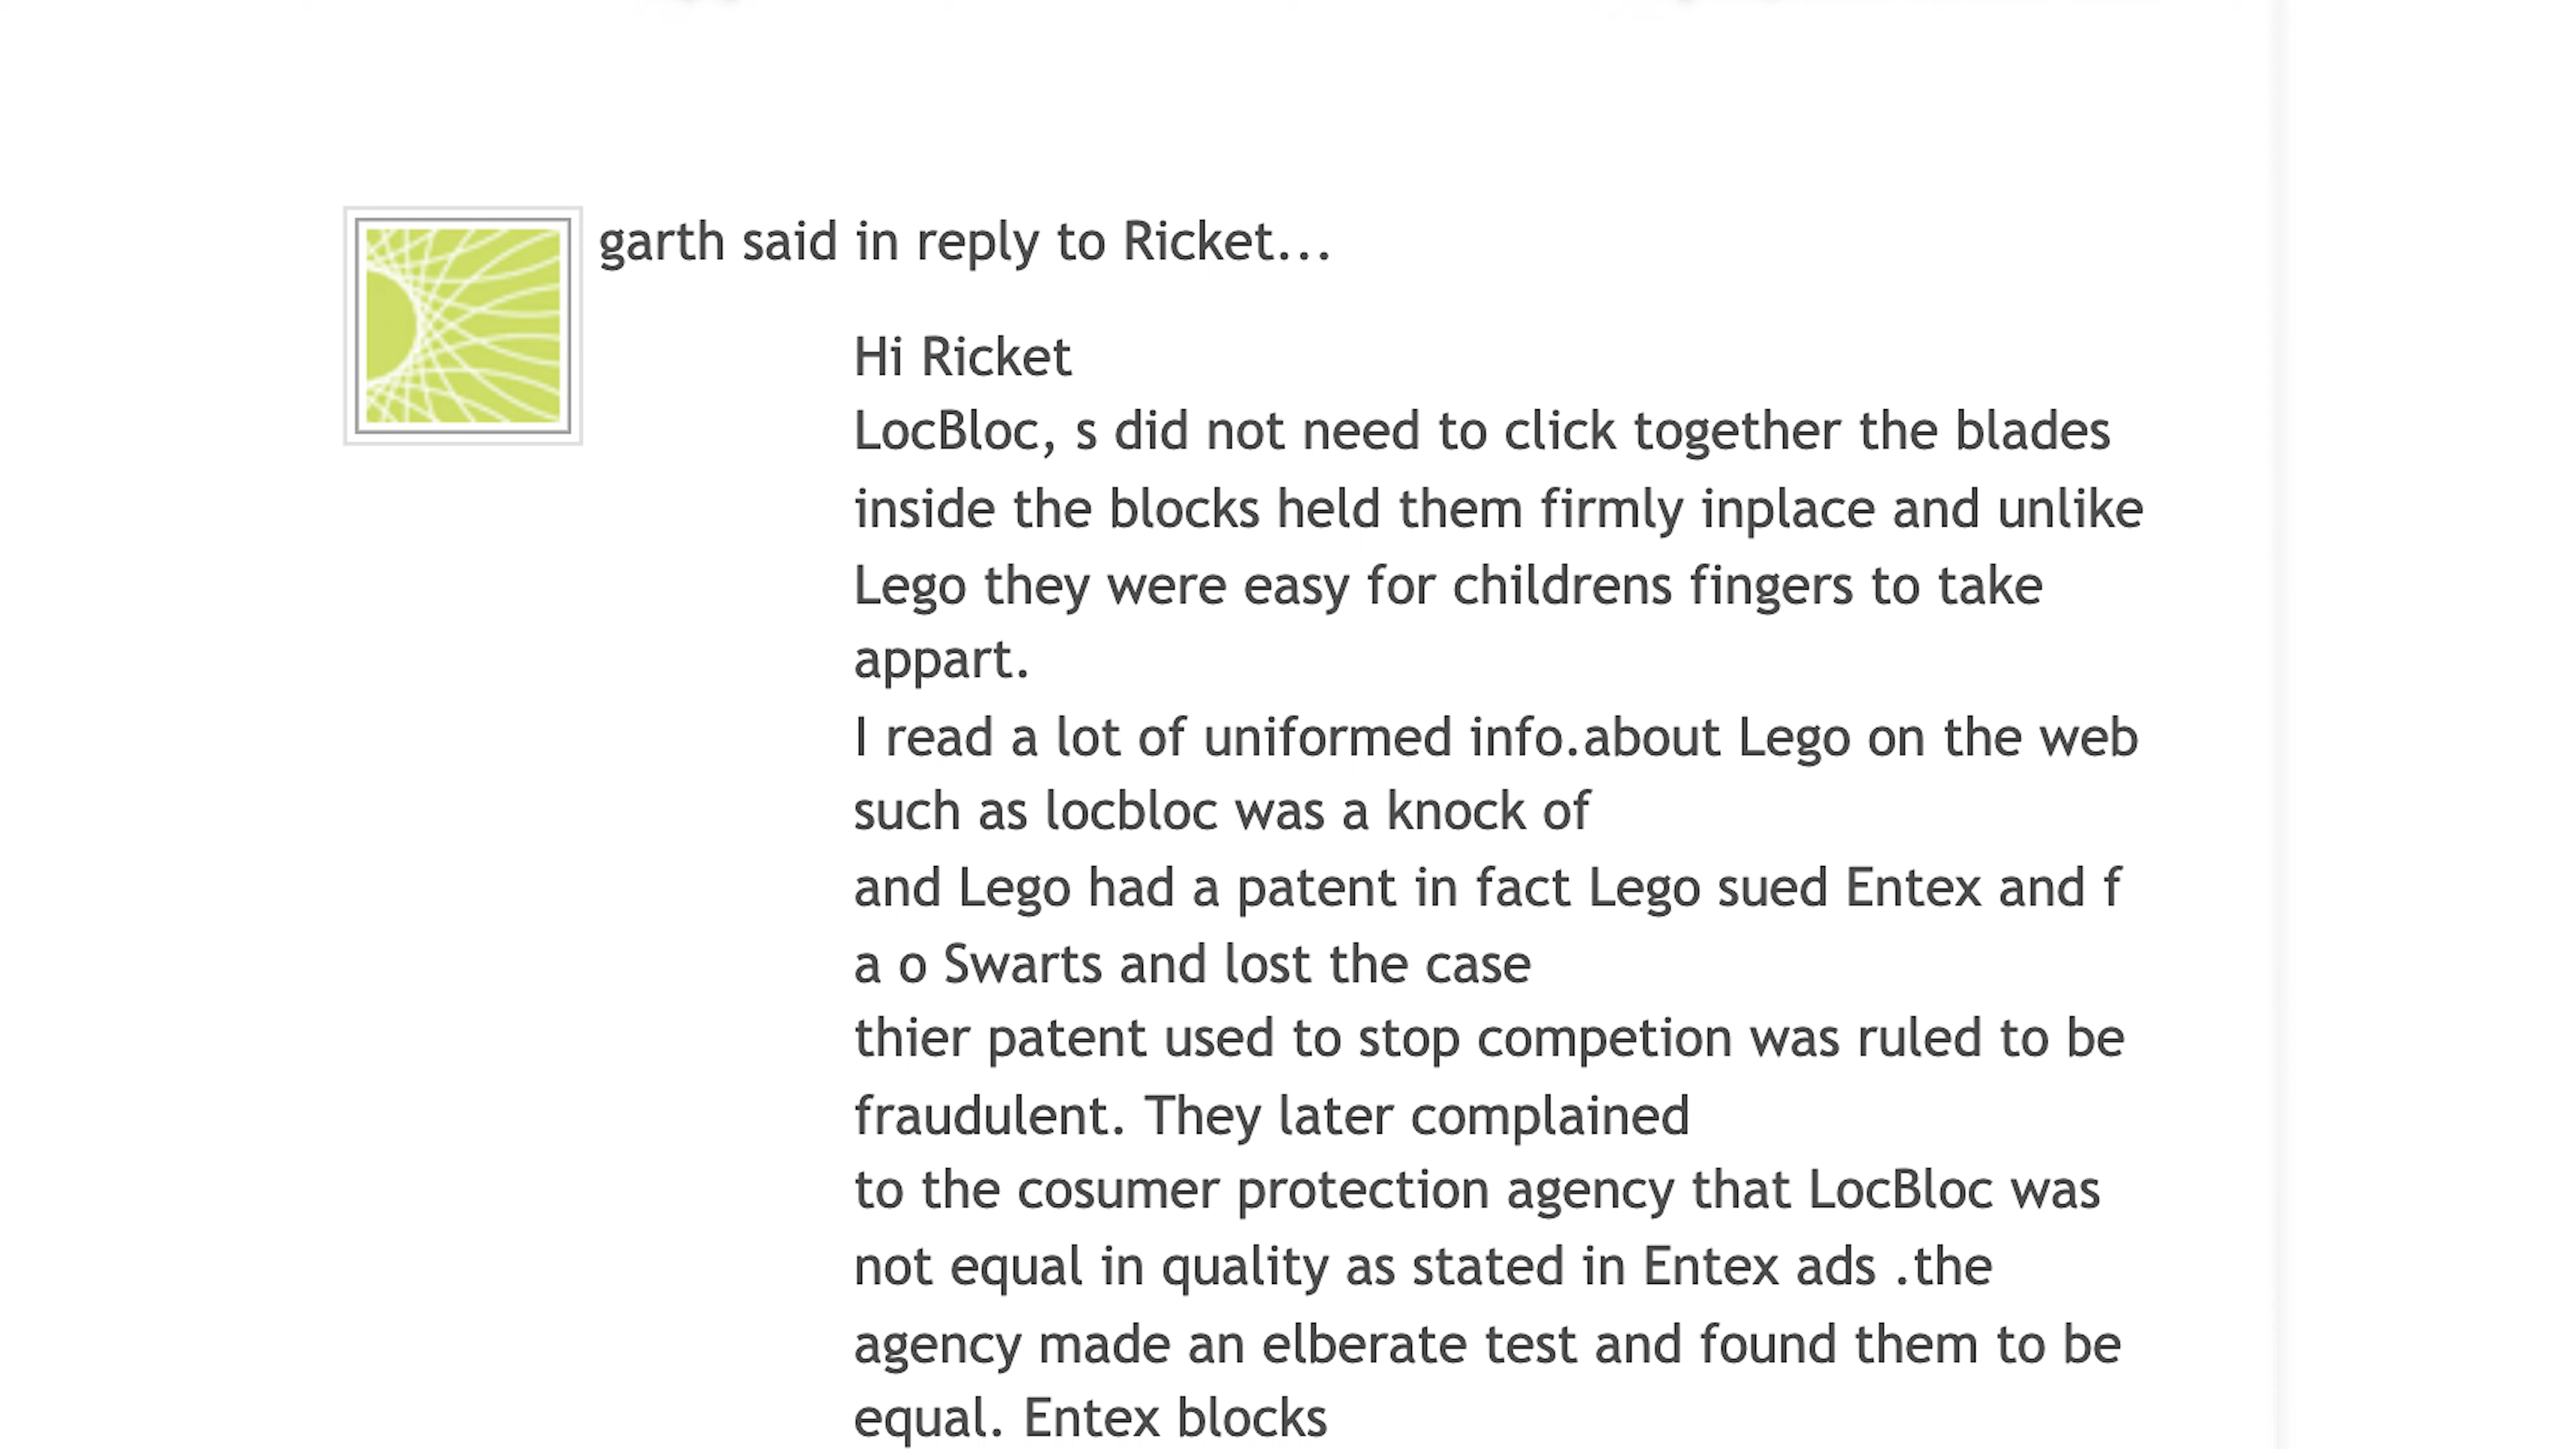 garth said in reply to Ricket...
Hi Ricket
LocBloc, s did not need to click together the blades
inside the blocks held them firmly inplace and unlike
Lego they were easy for childrens fingers to take
appart.
I read a lot of uniformed info.about Lego on the web
such as locbloc was a knock of
and Lego had a patent in fact Lego sued Entex and f
a o Swarts and lost the case
thier patent used to stop competion was ruled to be
fraudulent. They later complained
to the cosumer protection agency that LocBloc was
not equal in quality as stated in Entex ads .the
agency made an elberate test and found them to be
equal. Entex blocks